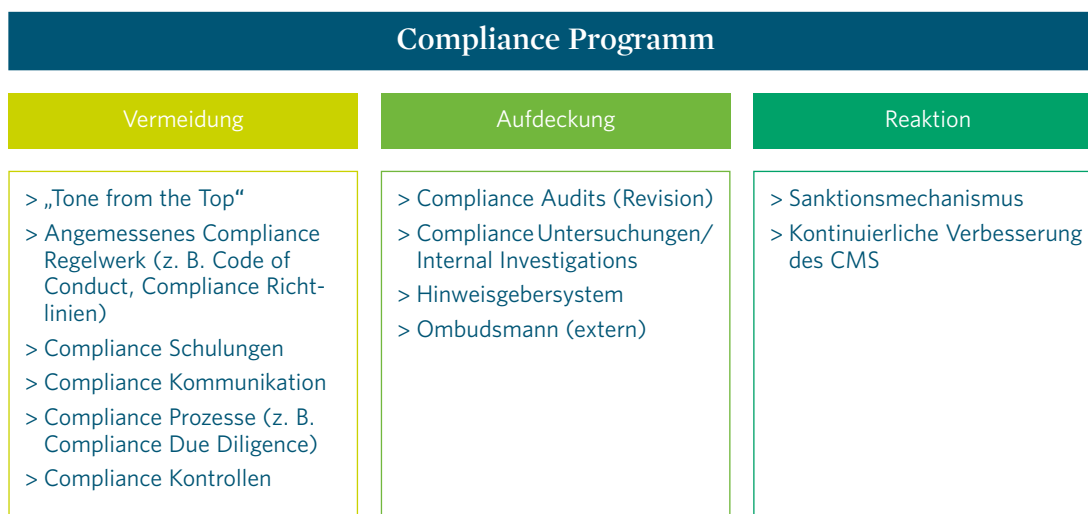 Compliance Programm
Vermeidung
> „Tone from the Top“
> Angemessenes Compliance
Regelwerk (z. B. Code of
Conduct, Compliance Richt-
linien)
> Compliance Schulungen
> Compliance Kommunikation
> Compliance Prozesse (z. B.
Compliance Due Diligence)
> Compliance Kontrollen
Aufdeckung
> Compliance Audits (Revision)
> Compliance Untersuchungen/
Internal Investigations
> Hinweisgebersystem
> Ombudsmann (extern)
Reaktion
> Sanktionsmechanismus
> Kontinuierliche Verbesserung
des CMS